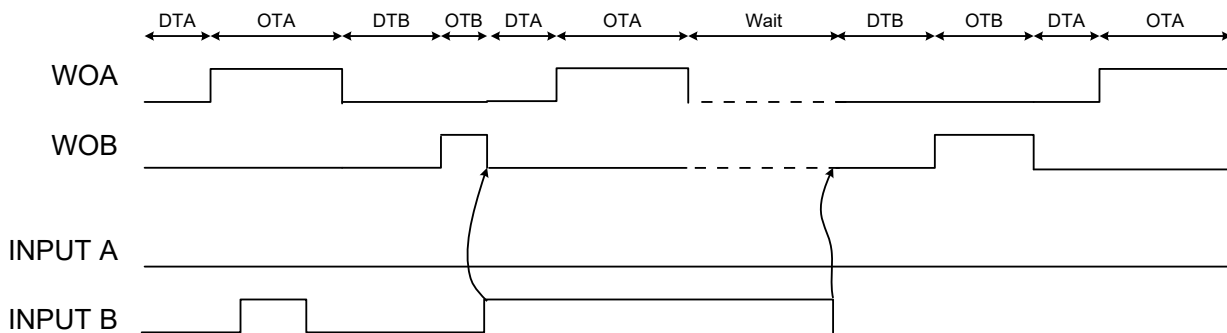 DTA OTA DTB OTB DTA OTA Wait DTB OTB DTA OTA
WOA
WOB
INPUT A
INPUT B